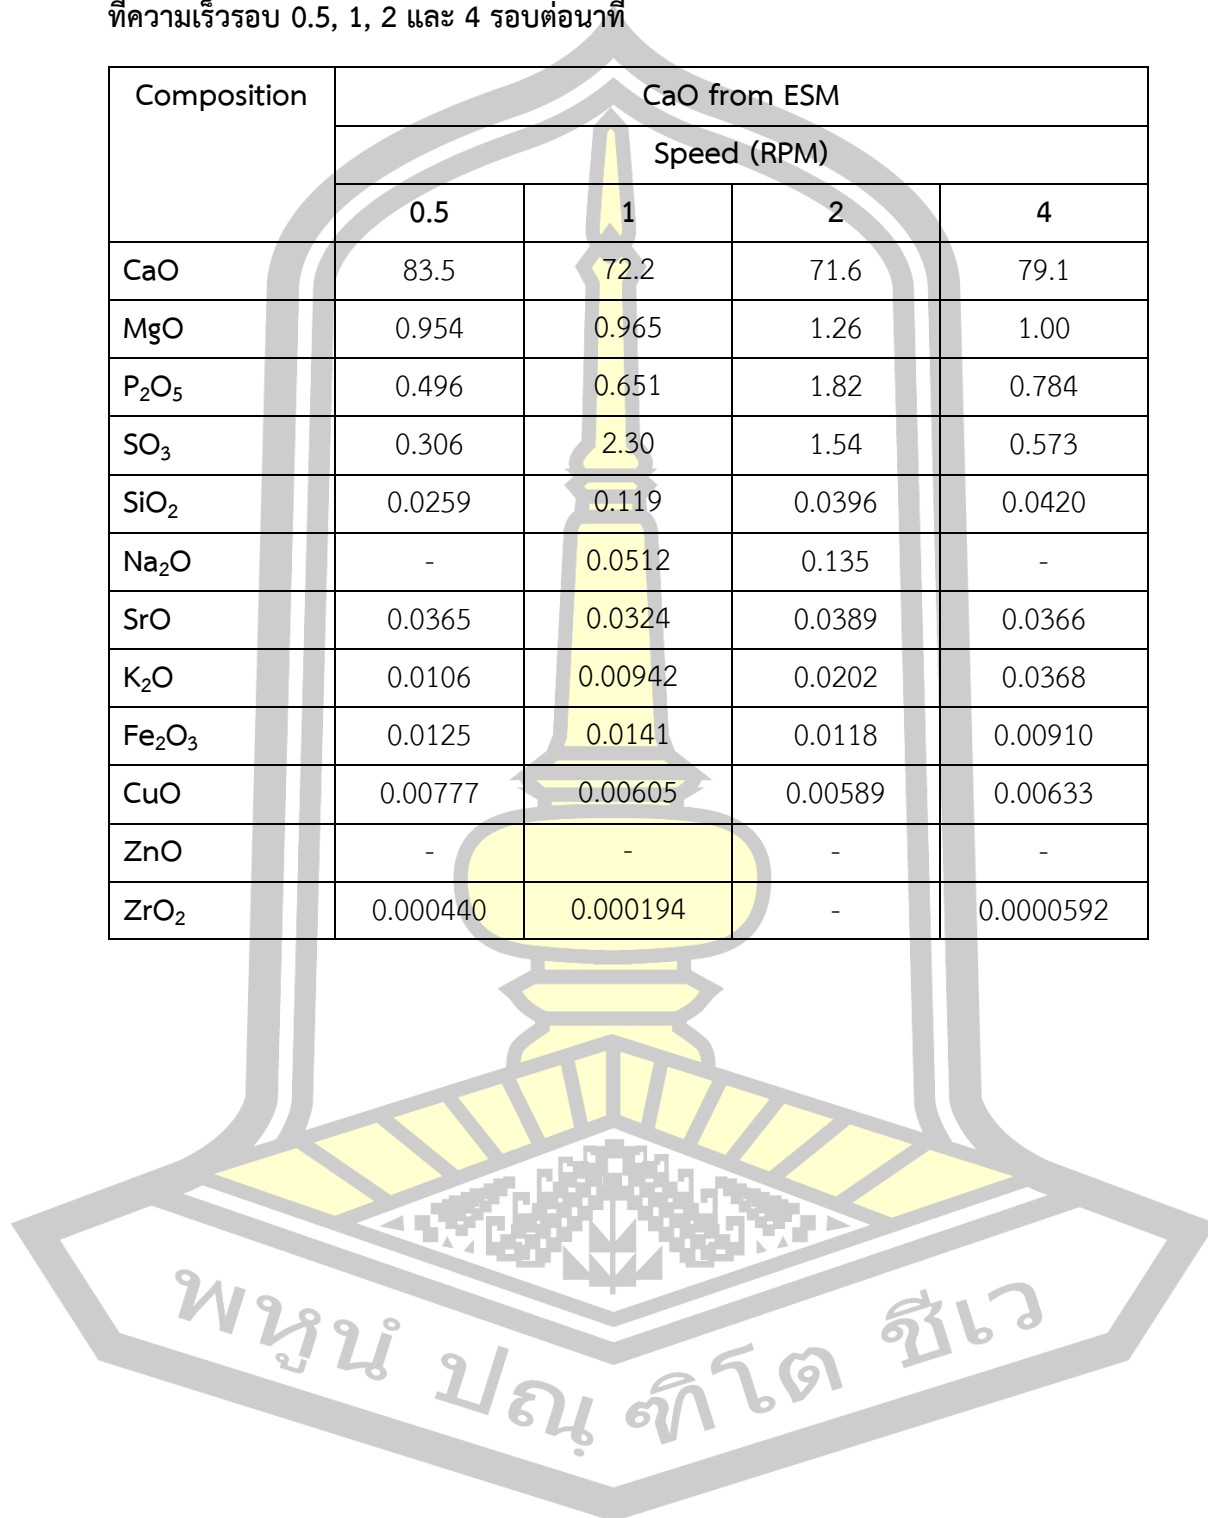 ที่ความเร็วรอบ 0.5, 1, 2 และ 4 รอบต่อนาที
Composition CaO from ESM
Speed (RPM)
0.5 1 2 4
CaO 83.5 72.2 71.6 79.1
MgO 0.954 0.965 1.26 1.00
P₂O₅ 0.496 0.651 1.82 0.784
SO₃ 0.306 2.30 1.54 0.573
SiO₂ 0.0259 0.119 0.0396 0.0420
Na₂O - 0.0512 0.135 -
SrO 0.0365 0.0324 0.0389 0.0366
K₂O 0.0106 0.00942 0.0202 0.0368
Fe₂O₃ 0.0125 0.0141 0.0118 0.00910
CuO 0.00777 0.00605 0.00589 0.00633
ZnO - - - -
ZrO₂ 0.000440 0.000194 - 0.0000592
พหูนํ ปณฺฑิโต ชีเว